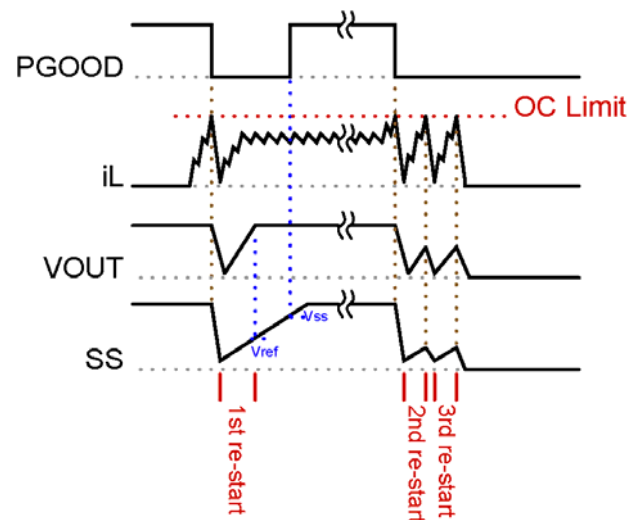 PGOOD
OC Limit
iL
VOUT
Vss
Vref
SS
1st re-start
2nd re-start
3rd re-start